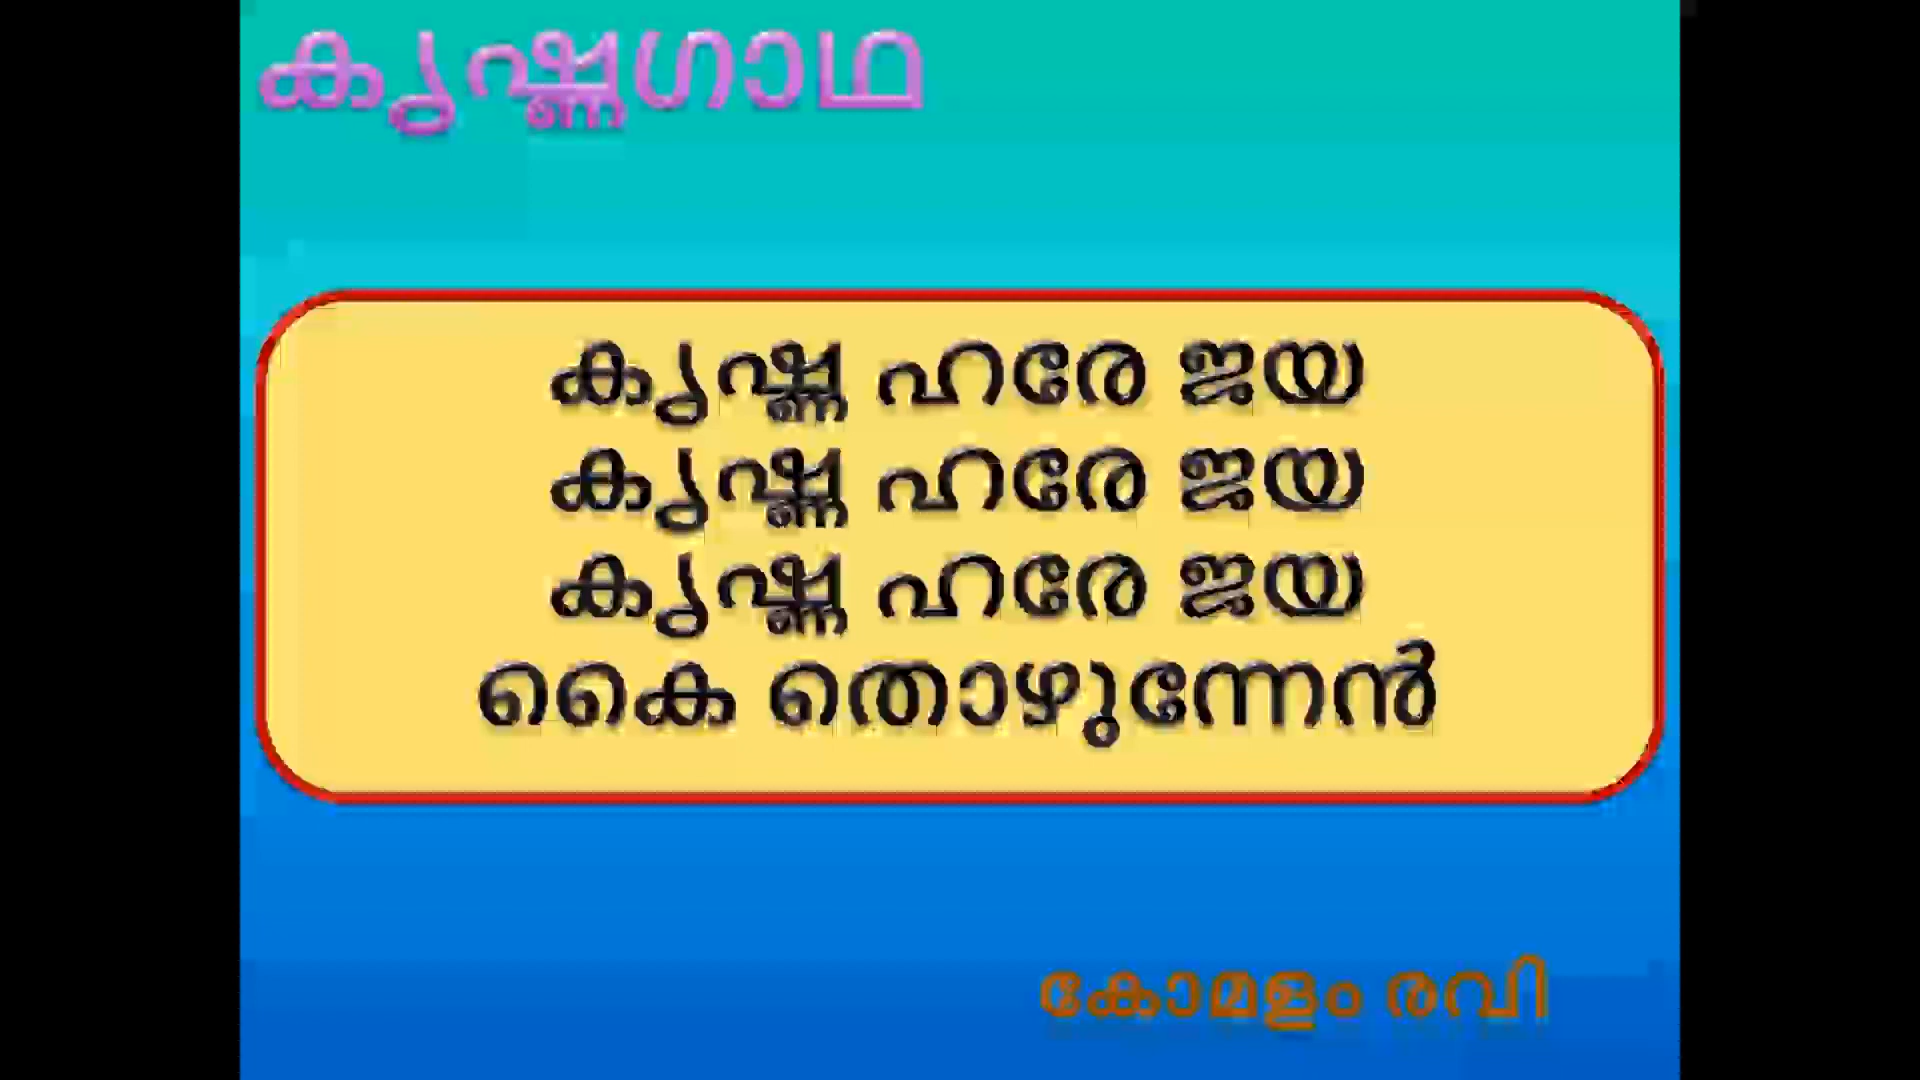 കൃഷ്ണഗാഥ
കൃഷ്ണ ഹരേ ജയ
കൃഷ്ണ ഹരേ ജയ
കൃഷ്ണ ഹരേ ജയ
കൈ തൊഴുന്നേൻ
കോമളം രവി